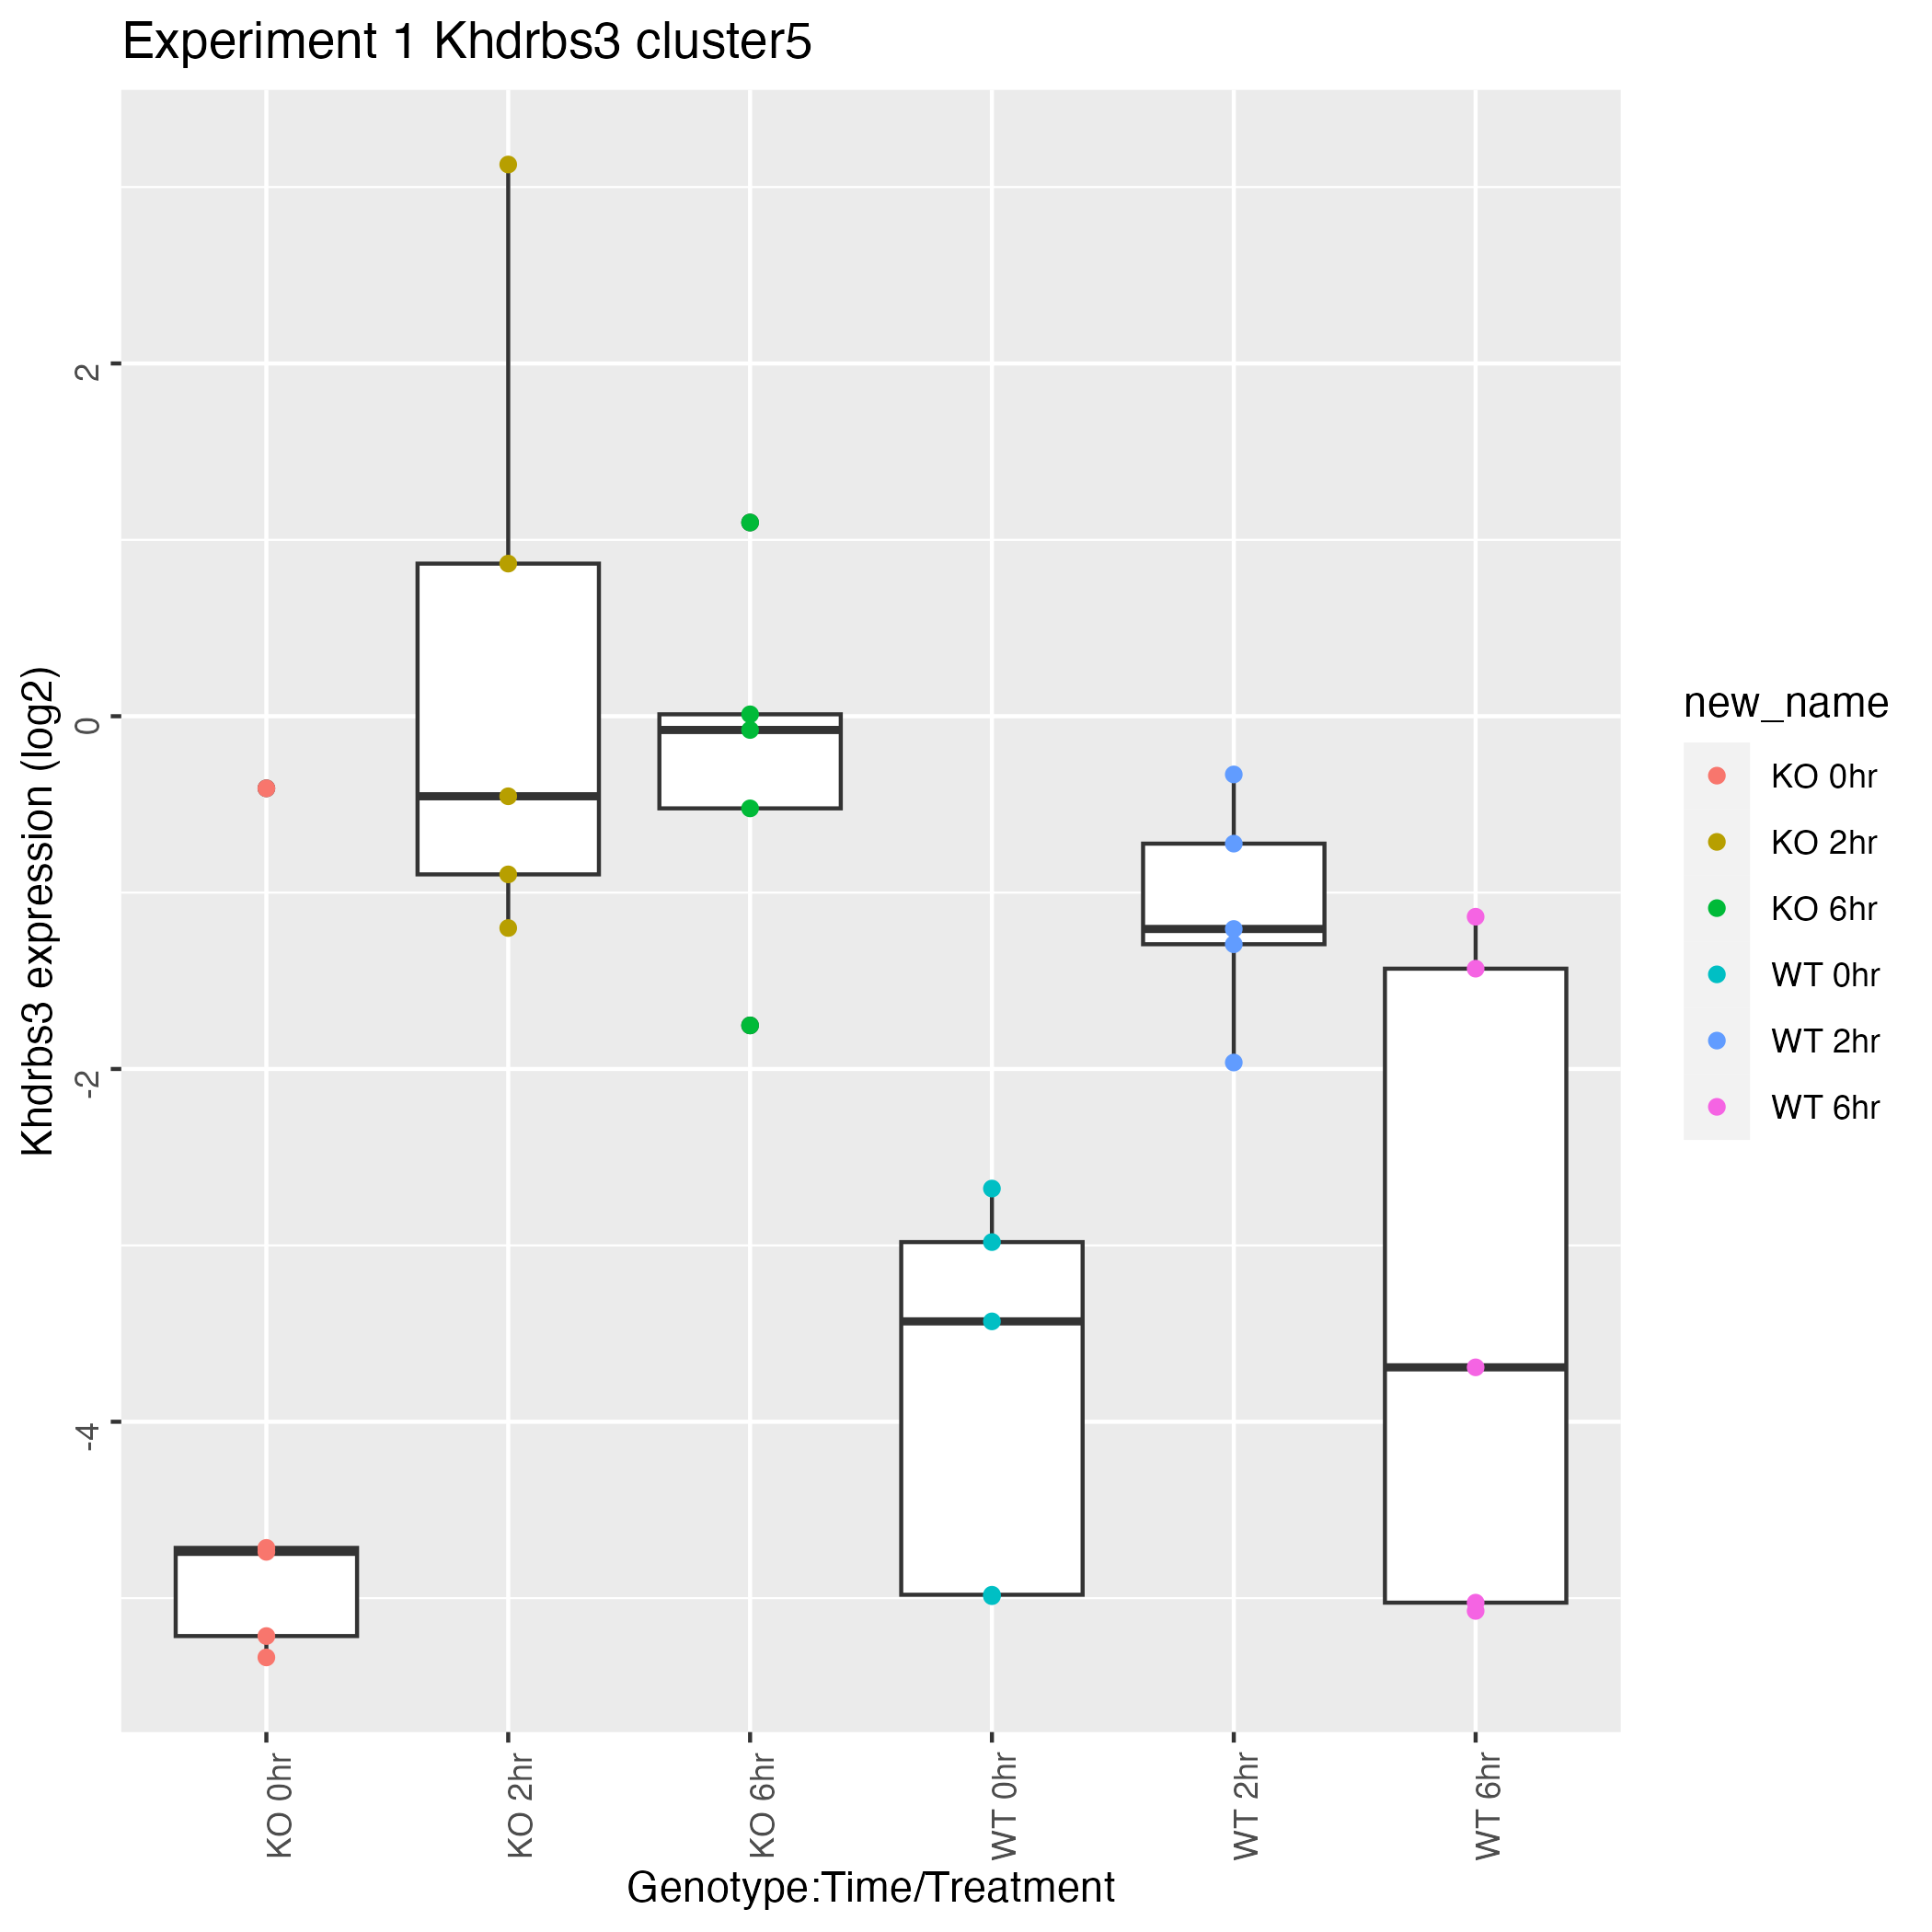 Experiment 1 Khdrbs3 cluster5
Khdrbs3 expression (log2)
2
0
-2
-4
KO 0hr
KO 2hr
KO 6hr
WT 0hr
WT 2hr
WT 6hr
Genotype:Time/Treatment
new_name
KO 0hr
KO 2hr
KO 6hr
WT 0hr
WT 2hr
WT 6hr